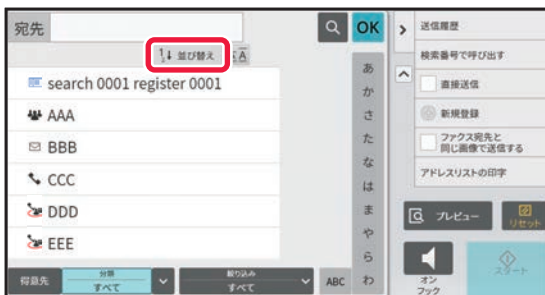 宛先
OK
並び替え
search 0001 register 0001
AAA
BBB
CCC
DDD
EEE
あ
か
さ
た
な
は
ま
や
ら
わ
得意先
分類
すべて
絞り込み
すべて
ABC
送信履歴
検索番号で呼び出す
直接送信
新規登録
ファクス宛先と
同じ画像で送信する
アドレスリストの印字
プレビュー
リセット
オン
フック
スタート